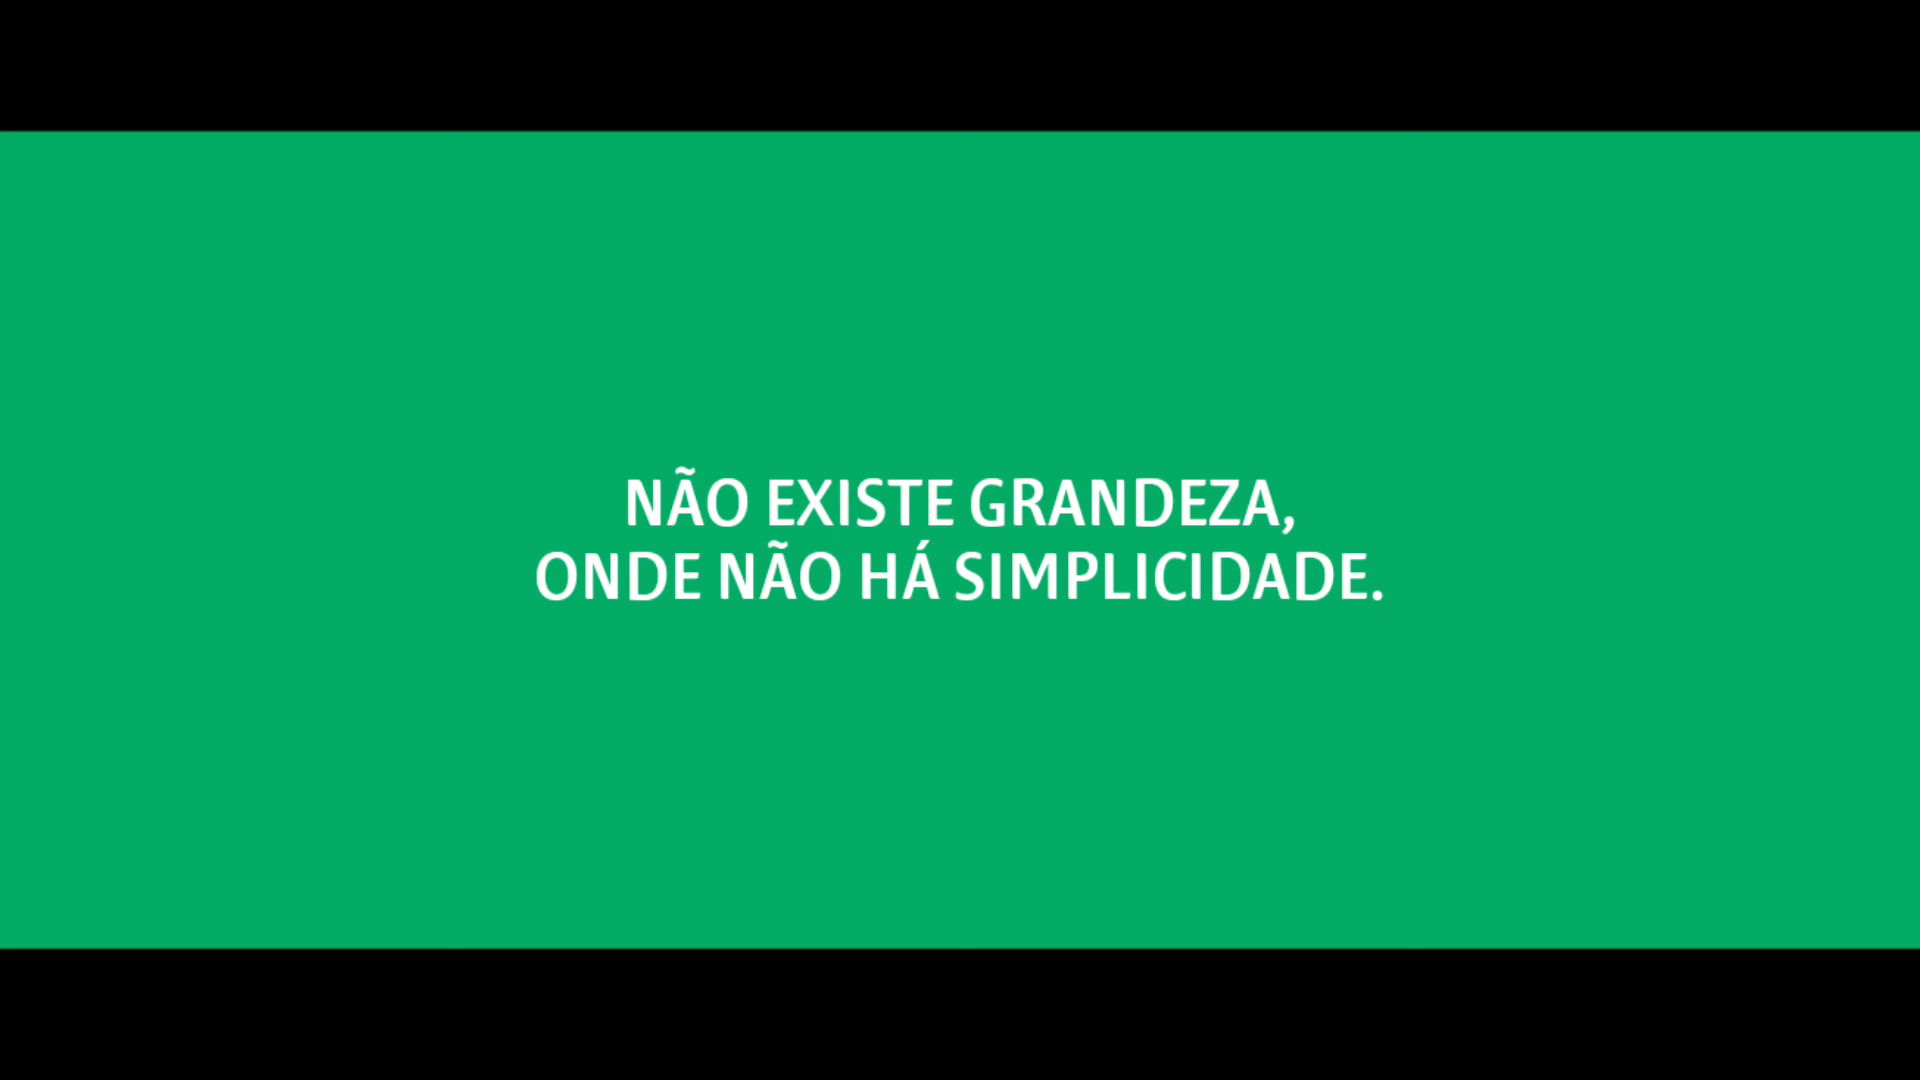 NÃO EXISTE GRANDEZA,
ONDE NÃO HÁ SIMPLICIDADE.